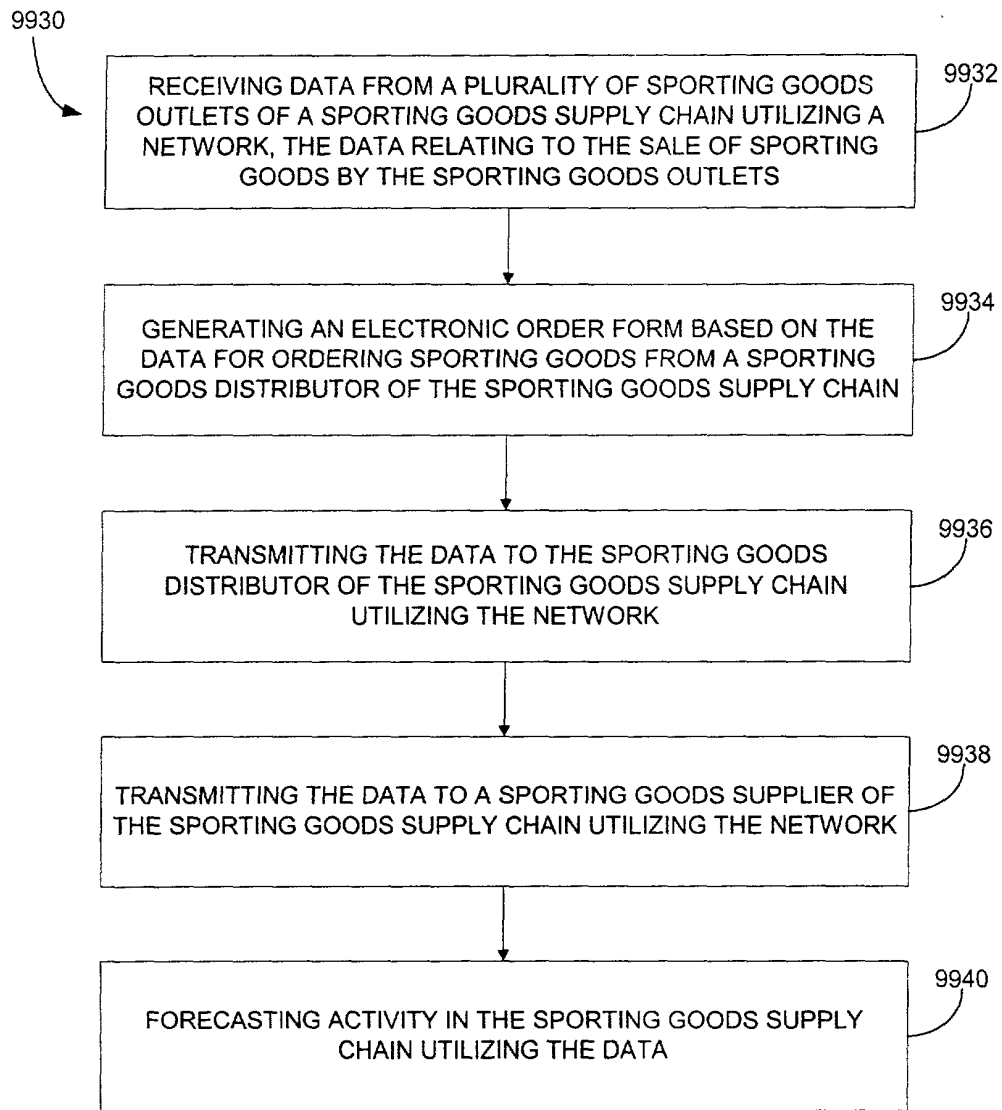 9930
9932
RECEIVING DATA FROM A PLURALITY OF SPORTING GOODS
OUTLETS OF A SPORTING GOODS SUPPLY CHAIN UTILIZING A
NETWORK, THE DATA RELATING TO THE SALE OF SPORTING
GOODS BY THE SPORTING GOODS OUTLETS
9934
GENERATING AN ELECTRONIC ORDER FORM BASED ON THE
DATA FOR ORDERING SPORTING GOODS FROM A SPORTING
GOODS DISTRIBUTOR OF THE SPORTING GOODS SUPPLY CHAIN
9936
TRANSMITTING THE DATA TO THE SPORTING GOODS
DISTRIBUTOR OF THE SPORTING GOODS SUPPLY CHAIN
UTILIZING THE NETWORK
9938
TRANSMITTING THE DATA TO A SPORTING GOODS SUPPLIER OF
THE SPORTING GOODS SUPPLY CHAIN UTILIZING THE NETWORK
9940
FORECASTING ACTIVITY IN THE SPORTING GOODS SUPPLY
CHAIN UTILIZING THE DATA